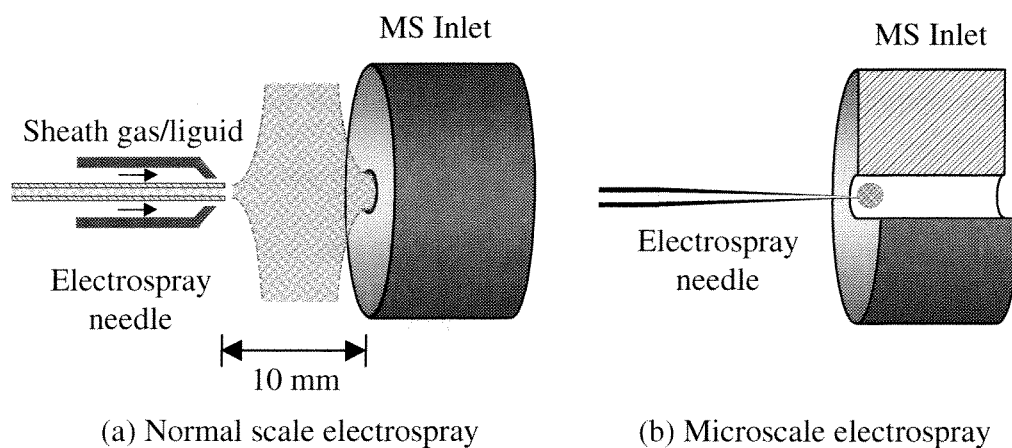 MS Inlet
Sheath gas/liguid
Electrospray
needle
10 mm
(a) Normal scale electrospray
MS Inlet
Electrospray
needle
(b) Microscale electrospray